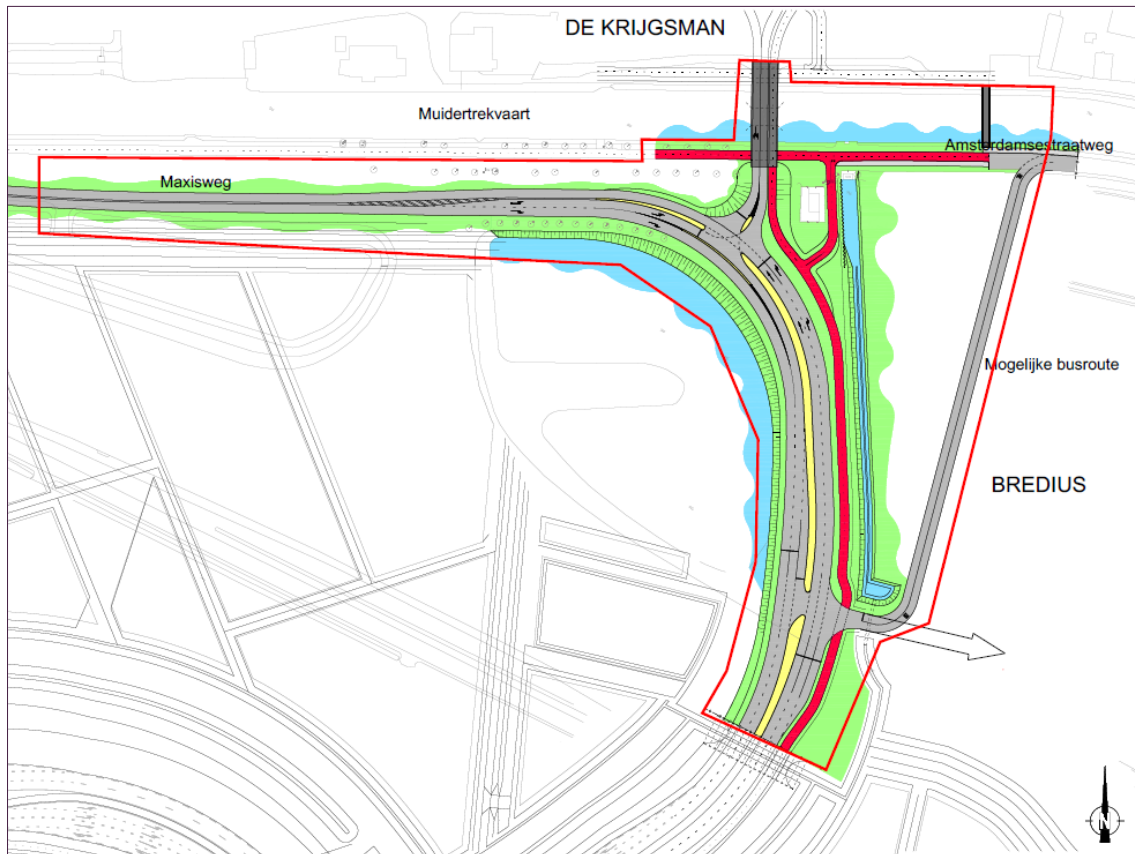 DE KRIJGSMAN
Muidertrekvaart
Amsterdamsestraatweg
Maxisweg
Mogelijke busroute
BREDIUS
N